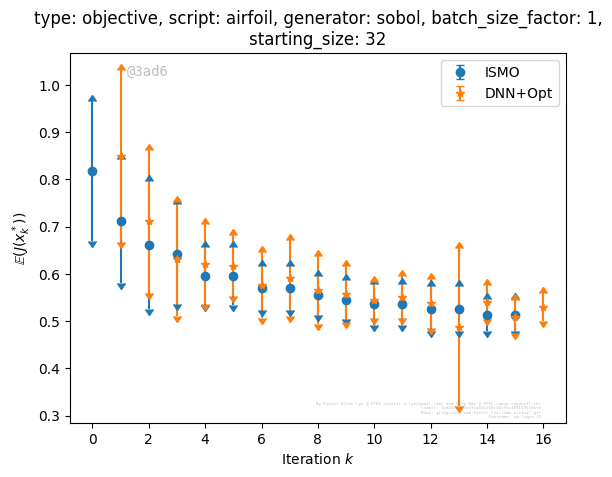 type: objective, script: airfoil, generator: sobol, batch_size_factor: 1,
starting_size: 32
@3ad6
ISMO
DNN+Opt
1.0
0.9
0.8
0.7
0.6
0.5
0.4
0.3
𝔼(J(x*_k))
0 2 4 6 8 10 12 14 16
Iteration k